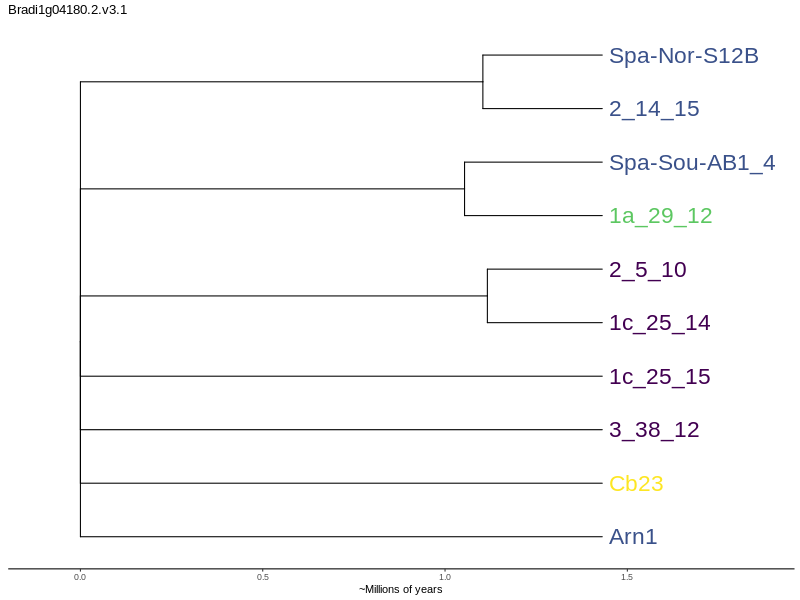 Bradi1g04180.2.v3.1
Spa-Nor-S12B
2_14_15
Spa-Sou-AB1_4
1a_29_12
2_5_10
1c_25_14
1c_25_15
3_38_12
Cb23
Arn1
0.0 0.5 1.0 1.5
~Millions of years